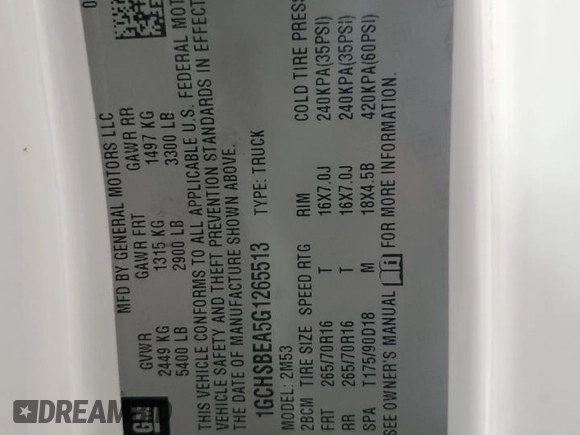 GM
MFD BY GENERAL MOTORS LLC
GVWR GAWR FRT GAWR RR
2449 KG 1315 KG 1497 KG
5400 LB 2900 LB 3300 LB
THIS VEHICLE CONFORMS TO ALL APPLICABLE U.S. FEDERAL MOT
VEHICLE SAFETY AND THEFT PREVENTION STANDARDS IN EFFECT
THE DATE OF MANUFACTURE SHOWN ABOVE.
1GCHSBEA5G1265513 TYPE: TRUCK
MODEL: 2M53
2BCM TIRE SIZE SPEED RTG RIM COLD TIRE PRES
FRT 265/70R16 T 16X7.0J 240KPA(35PSI)
RR 265/70R16 T 16X7.0J 240KPA(35PSI)
SPA T175/90D18 M 18X4.5B 420KPA(60PSI)
SEE OWNER'S MANUAL i FOR MORE INFORMATION.
DREAM